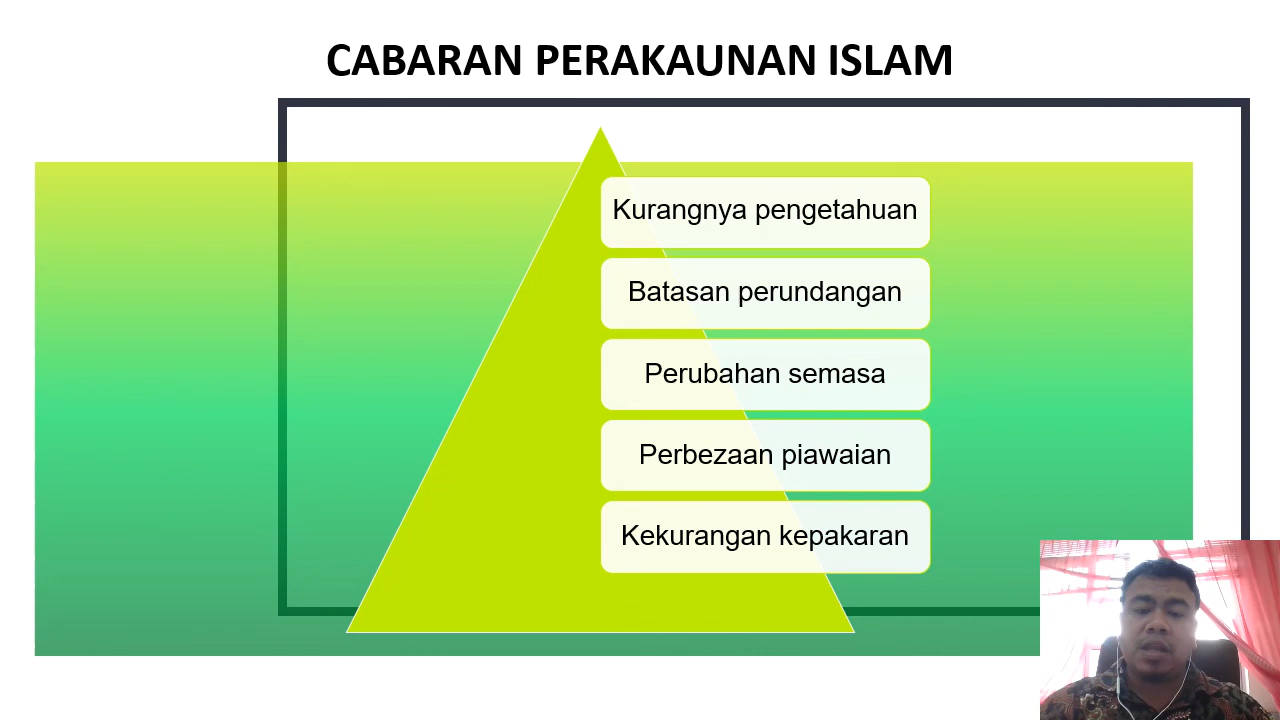 CABARAN PERAKAUNAN ISLAM
Kurangnya pengetahuan
Batasan perundangan
Perubahan semasa
Perbezaan piawaian
Kekurangan kepakaran